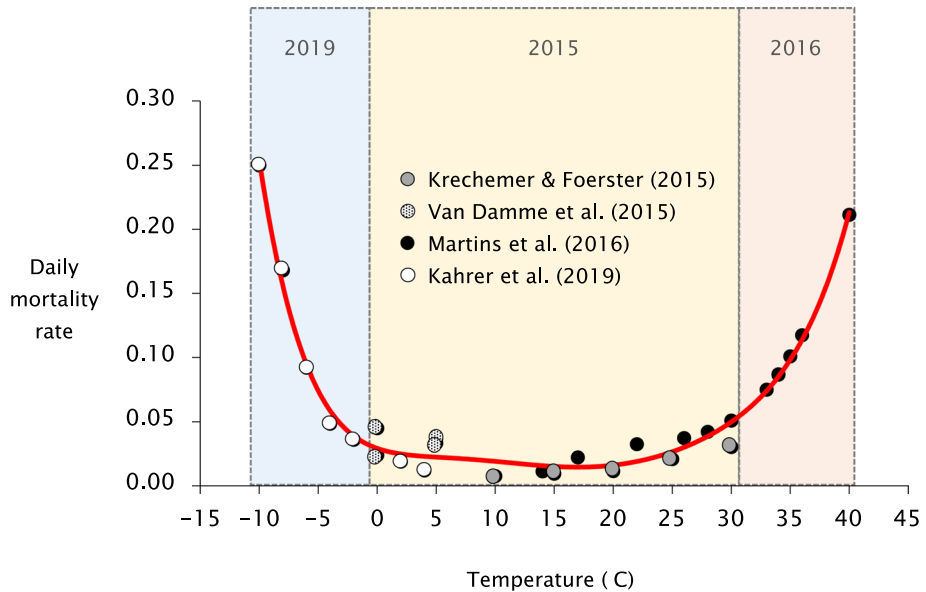 2019
2015
2016
0.30
0.25
0.20
0.15
0.10
0.05
0.00
Daily
mortality
rate
Krechemer & Foerster (2015)
Van Damme et al. (2015)
Martins et al. (2016)
Kahrer et al. (2019)
−15 −10 −5 0 5 10 15 20 25 30 35 40 45
Temperature ( C)